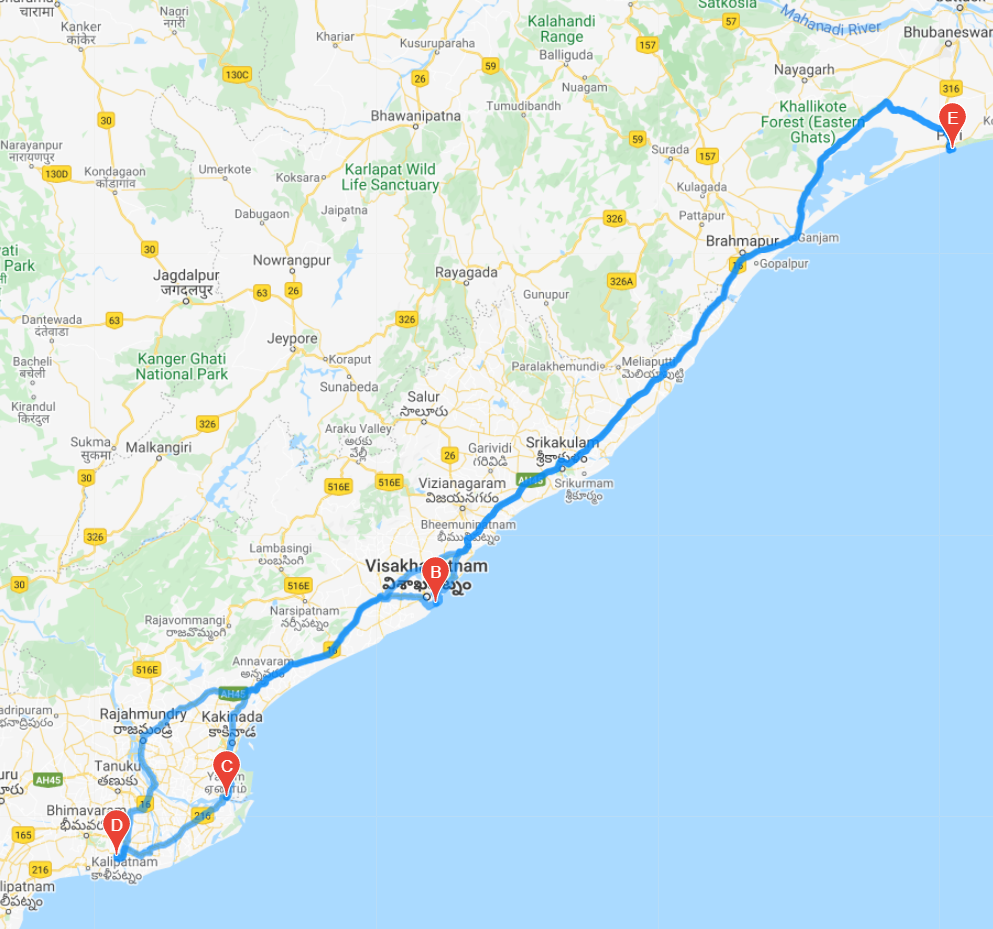 चारामा
Kanker
कांकेर
Nagri
नगरी
Khariar
Kusuruparaha
Kalahandi
Range
Balliguda
Nuagam
Satkosia
57
Mahanadi River
Bhubaneswar
157
59
26
130C
30
Nayagarh
316
Bhawanipatna
Tumudibandh
Khallikote
Forest (Eastern
Ghats)
E
Narayanpur
नारायणपुर
130D
Kondagaon
कोंडागांव
Umerkote
Koksara
Karlapat Wild
Life Sanctuary
59
Surada
157
Kulagada
Dabugaon
Jaipatna
326
Pattapur
Park
30
Nowrangpur
Brahmapur
Ganjam
Jagdalpur
जगदलपुर
63
26
Rayagada
326A
16
Gopalpur
Gunupur
Dantewada
दंतेवाड़ा
63
326
Jeypore
Bacheli
बचेली
Kanger Ghati
National Park
Koraput
Paralakhemundi
Meliaputti
మెలియాపుట్టి
Sunabeda
Kirandul
किरंदुल
Salur
సాలూరు
326
Araku Valley
అరకు
వేల్లీ
Sukma
सुकमा
Malkangiri
26
Garividi
గరివిడి
Srikakulam
శ్రీకాకుళం
30
516E
516E
Vizianagaram
విజయనగరం
AH45
Srikurmam
శ్రీకూర్మం
326
Bheemunipatnam
భీమునిపట్నం
Lambasingi
లంబసింగి
Visakhapatnam
విశాఖపట్నం
B
30
516E
Narsipatnam
నర్సీపట్నం
Rajavommangi
రాజవొమ్మంగి
16
Annavaram
అన్నవరం
516E
AH45
Rajahmundry
రాజమండ్రి
Kakinada
కాకినాడ
Tanuku
తణుకు
C
AH45
Bhimavaram
16
216
165
D
216
Kalipatnam
కాళీపట్నం